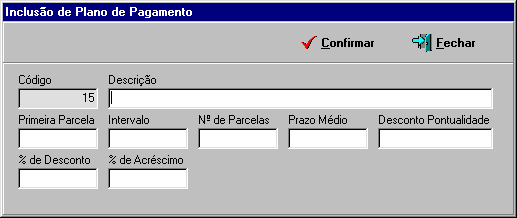 Inclusão de Plano de Pagamento
Confirmar Fechar
Código Descrição
15
Primeira Parcela Intervalo Nº de Parcelas Prazo Médio Desconto Pontualidade
% de Desconto % de Acréscimo